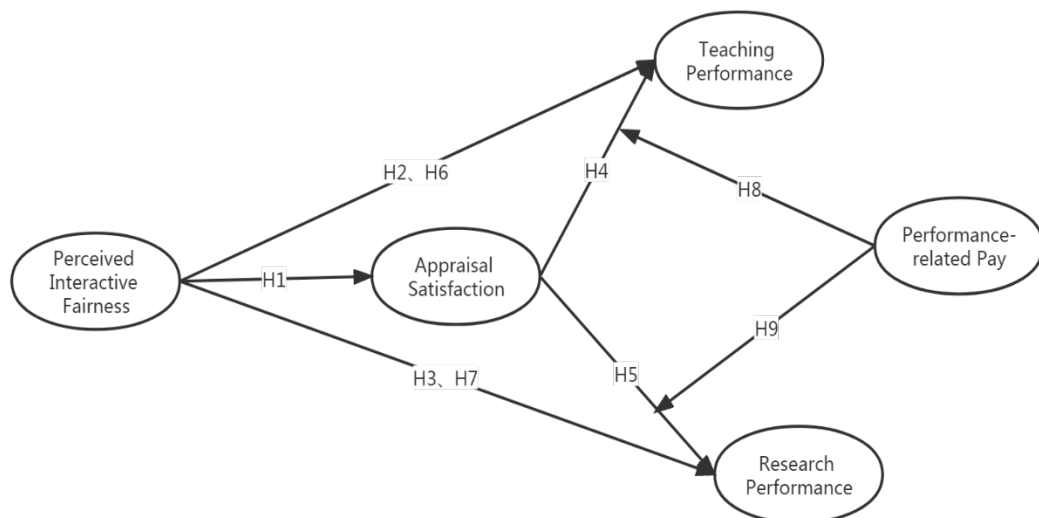 Teaching
Performance
H2、H6
H4
H8
Perceived
Interactive
Fairness
H1
Appraisal
Satisfaction
Performance-
related Pay
H9
H3、H7
H5
Research
Performance